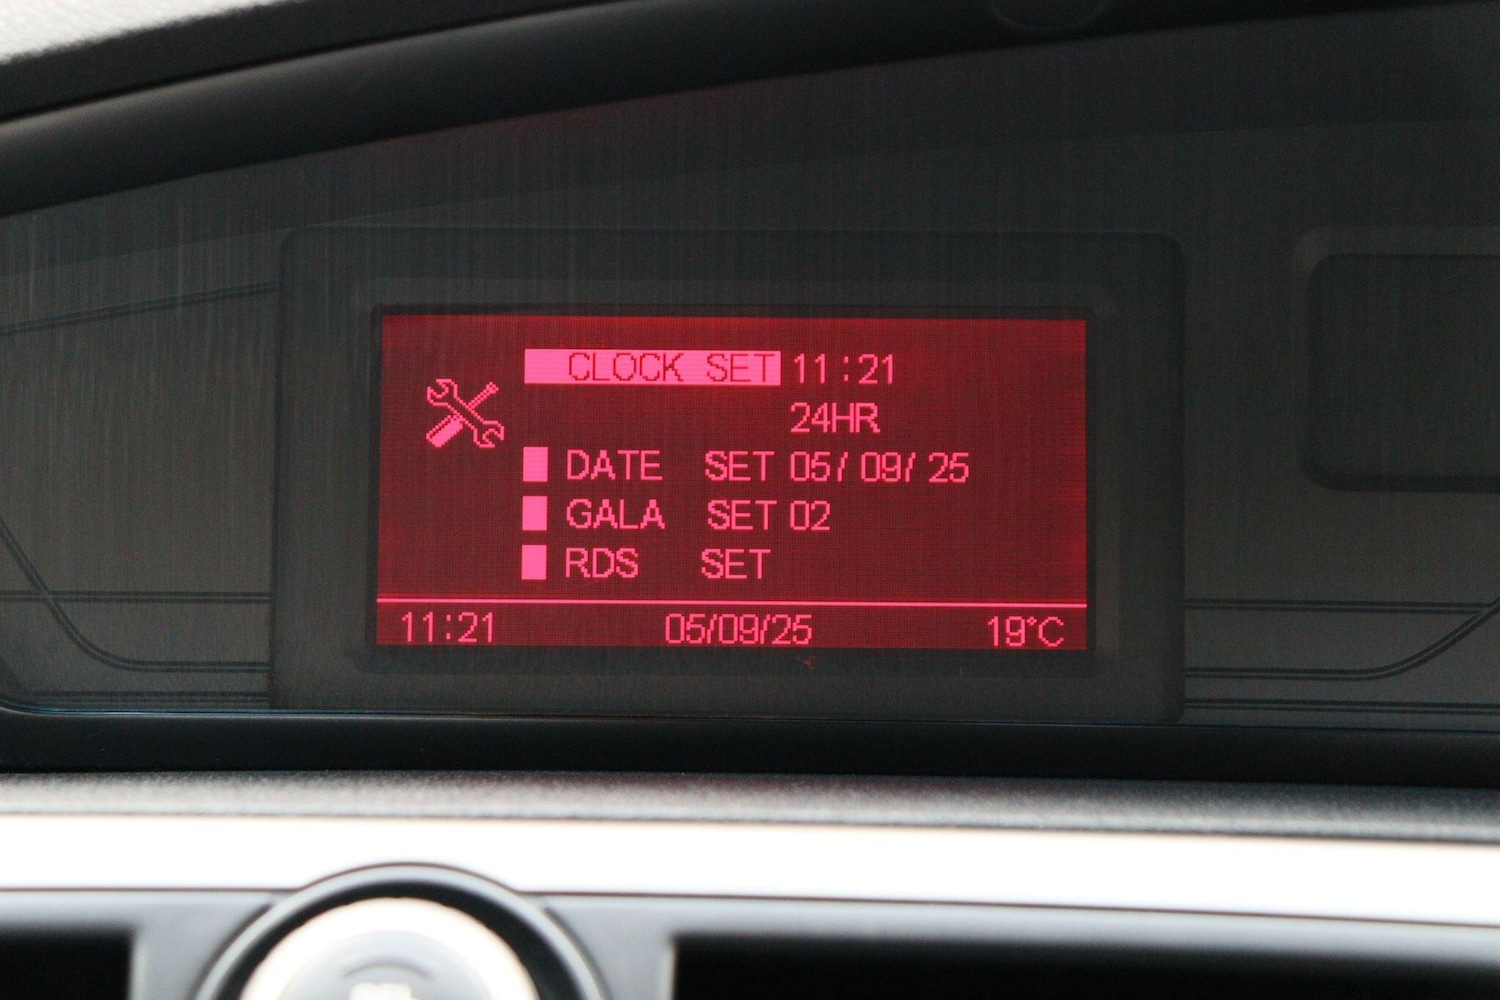 CLOCK SET 11:21
24HR
DATE SET 05/ 09/ 25
GALA SET 02
RDS SET
11:21 05/09/25 19°C